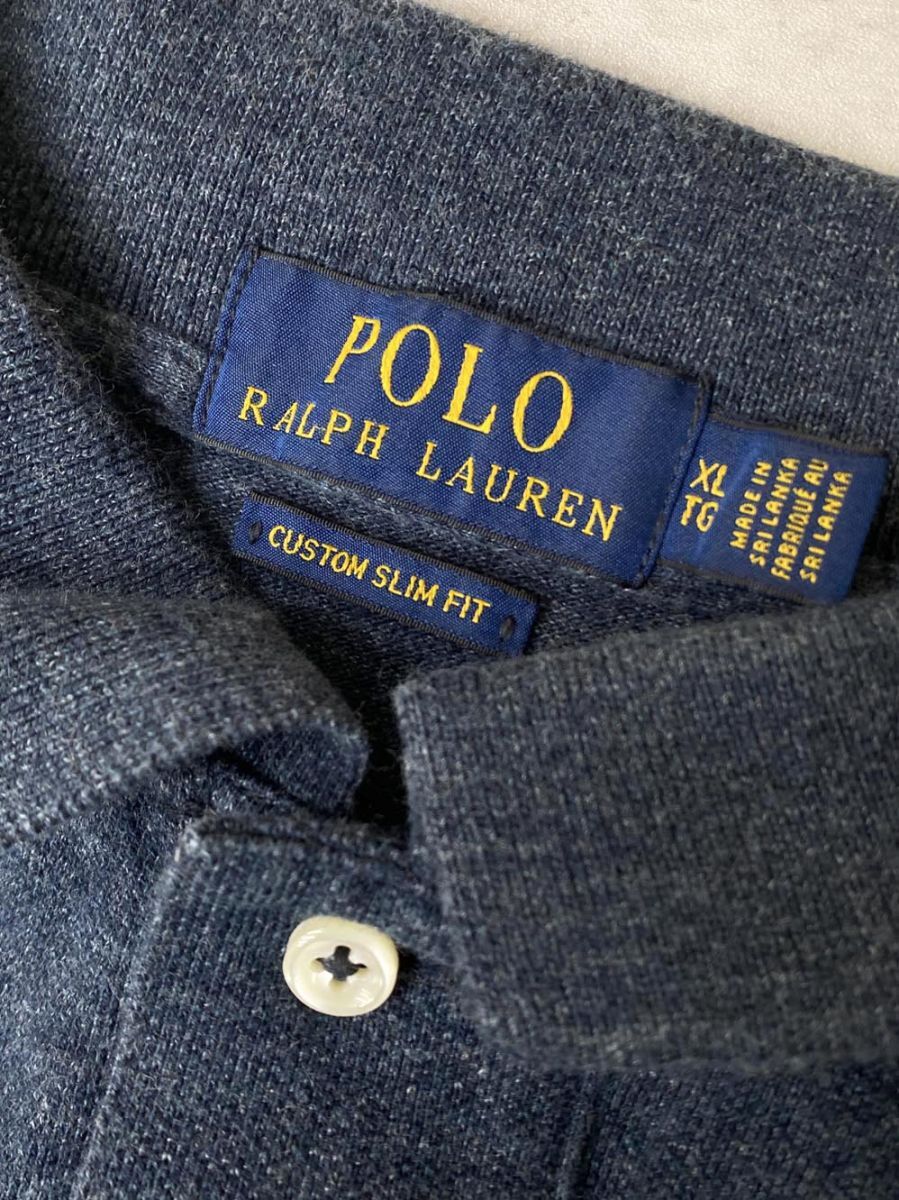 POLO
RALPH LAUREN
XL
TG
MADE IN
SRI LANKA
FABRIQUÉ AU
SRI LANKA
CUSTOM SLIM FIT